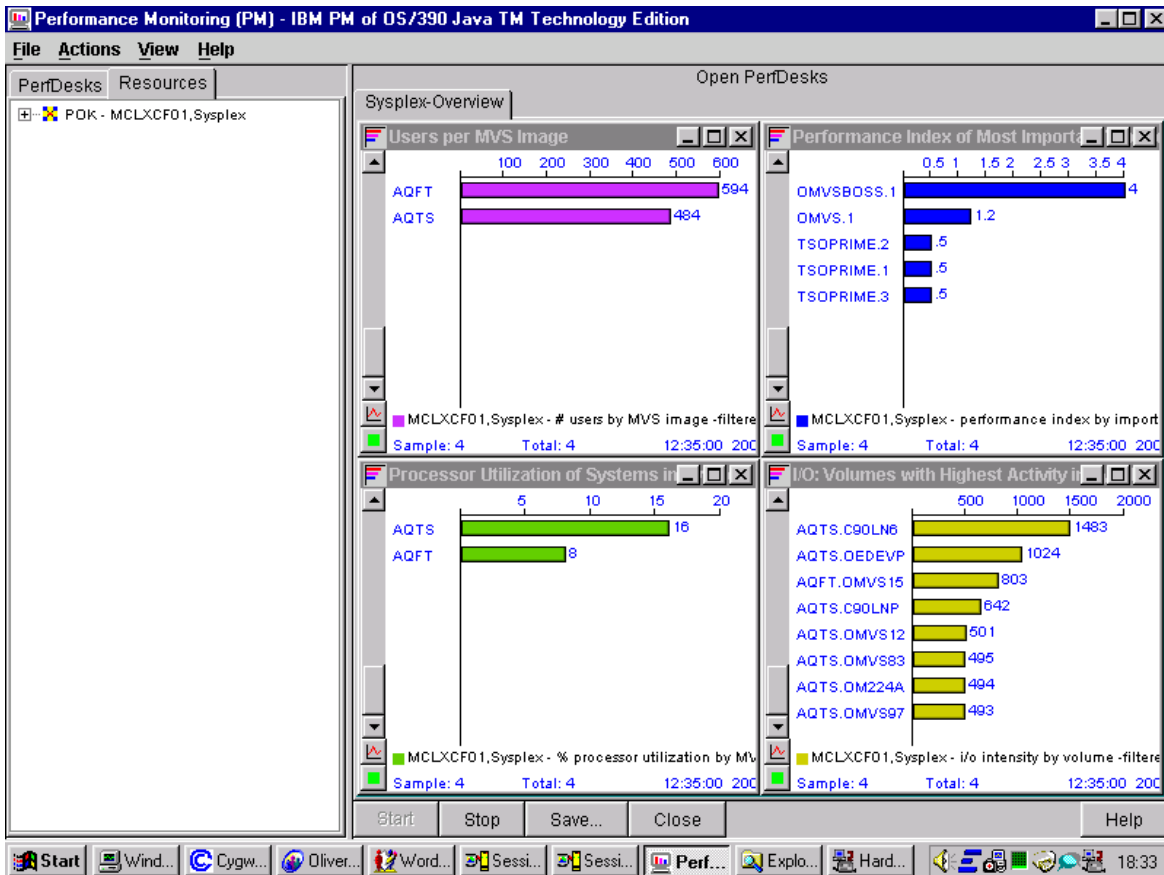 Performance Monitoring (PM) - IBM PM of OS/390 Java TM Technology Edition
File Actions View Help
PerfDesks Resources
POK - MCLXCF01,Sysplex
Open PerfDesks
Sysplex-Overview
Users per MVS Image
100 200 300 400 500 600
AQFT 594
AQTS 484
MCLXCF01,Sysplex - # users by MVS image -filtere
Sample: 4 Total: 4 12:35:00 200
Performance Index of Most Importa
0.5 1 1.5 2 2.5 3 3.5 4
OMVSBOSS.1 4
OMVS.1 1.2
TSOPRIME.2 .5
TSOPRIME.1 .5
TSOPRIME.3 .5
MCLXCF01,Sysplex - performance index by import
Sample: 4 Total: 4 12:35:00 200
Processor Utilization of Systems in
5 10 15 20
AQTS 16
AQFT 8
MCLXCF01,Sysplex - % processor utilization by MV
Sample: 4 Total: 4 12:35:00 200
I/O: Volumes with Highest Activity i
500 1000 1500 2000
AQTS.C90LN6 1483
AQTS.OEDEVP 1024
AQFT.OMVS15 803
AQTS.C90LNP 642
AQTS.OMVS12 501
AQTS.OMVS83 495
AQTS.OM224A 494
AQTS.OMVS97 493
MCLXCF01,Sysplex - i/o intensity by volume -filtere
Sample: 4 Total: 4 12:35:00 200
Start Stop Save... Close Help
Start Wind... Cygw... Oliver... Word... Sessi... Sessi... Perf... Explo... Hard... 18:33